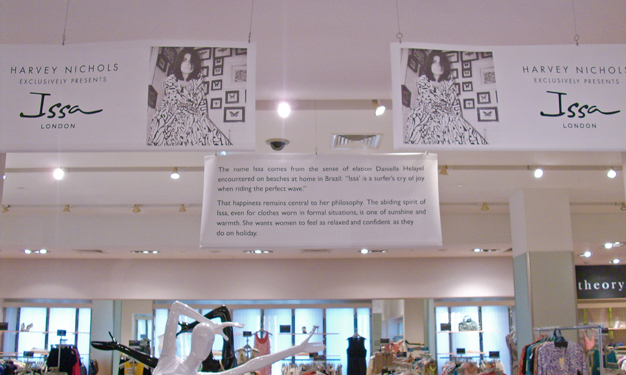 HARVEY NICHOLS
EXCLUSIVELY PRESENTS
Issa
LONDON
HARVEY NICHOLS
EXCLUSIVELY PRESENTS
Issa
LONDON
The name Issa comes from the sense of elation Daniella Helayel
encountered on beaches at home in Brazil: "'Issa' is a surfer's cry of joy
when riding the perfect wave."
That happiness remains central to her philosophy. The abiding spirit of
Issa, even for clothes worn in formal situations, is one of sunshine and
warmth. She wants women to feel as relaxed and confident as they
do on holiday.
theory